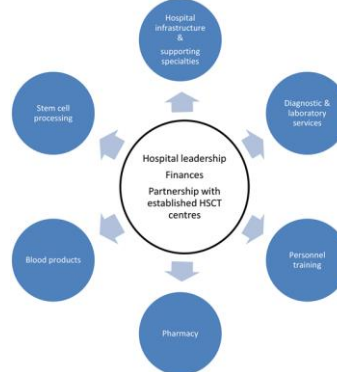 Hospital
infrastructure
&
supporting
specialties
Stem cell
processing
Diagnostic &
laboratory
services
Hospital leadership
Finances
Partnership with
established HSCT
centres
Blood products
Personnel
training
Pharmacy